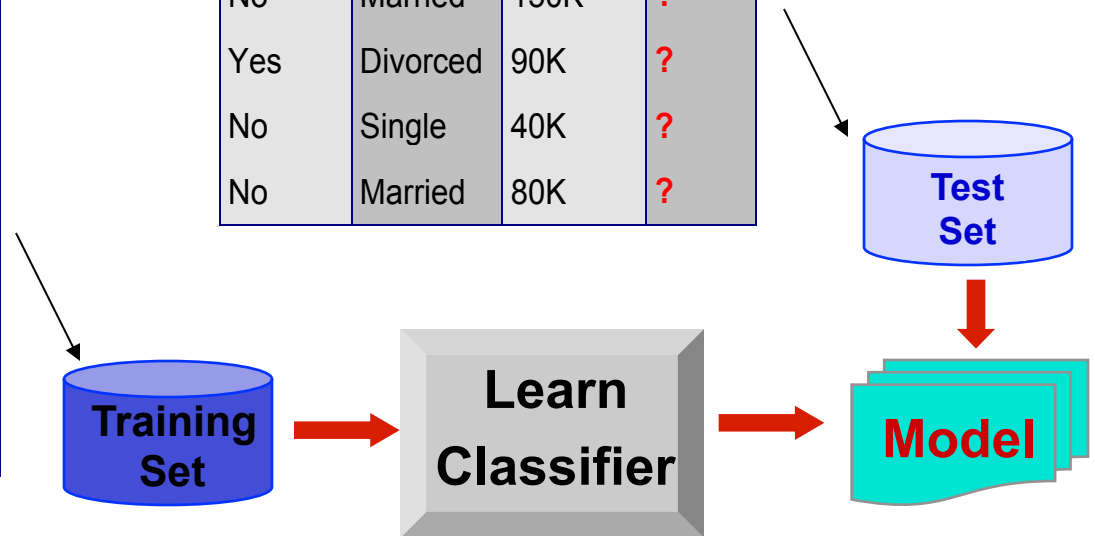 Yes Divorced 90K ?
No Single 40K ?
No Married 80K ?
Test
Set
Training
Set
Learn
Classifier
Model